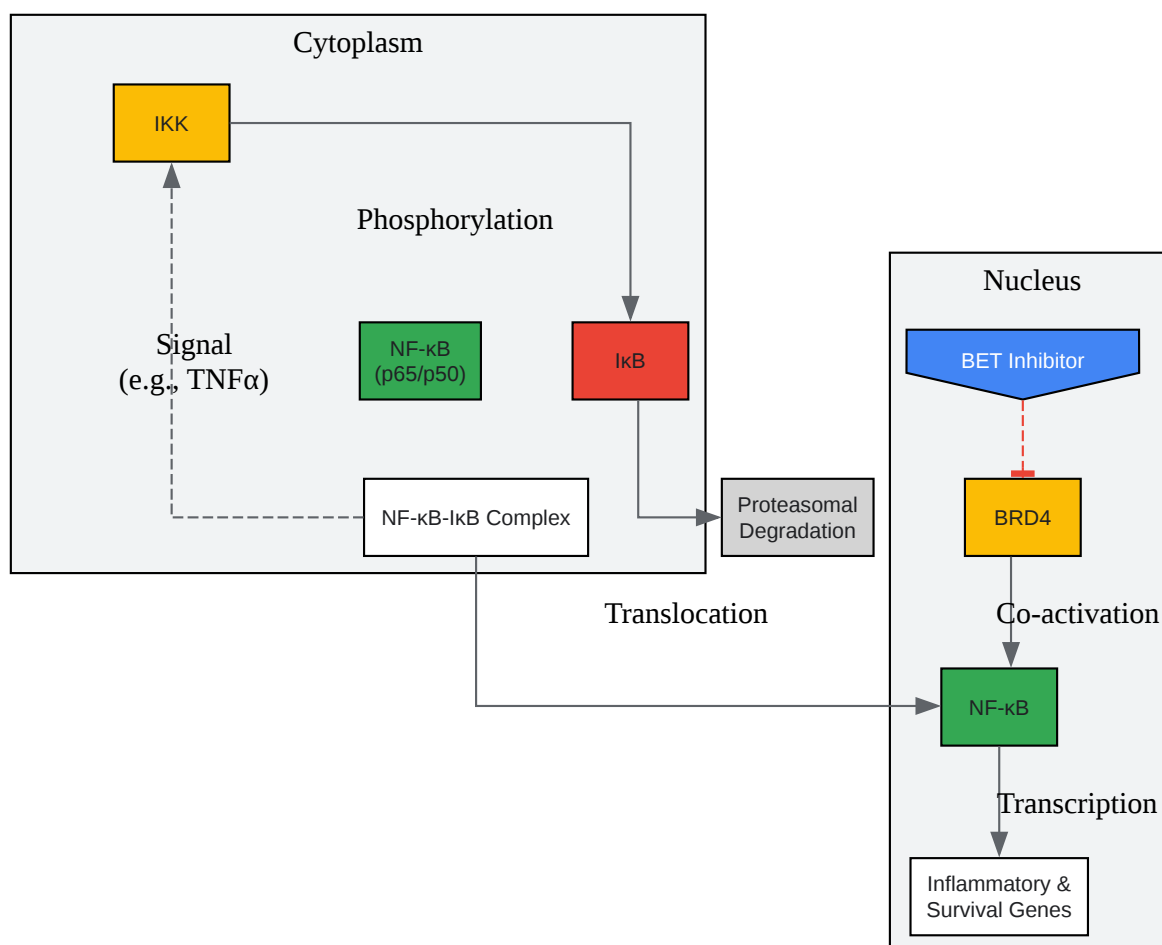 Cytoplasm
IKK
Phosphorylation
Signal
(e.g., TNFα)
NF-κB
(p65/p50)
IκB
NF-κB-IκB Complex
Proteasomal
Degradation
Translocation
Nucleus
BET Inhibitor
BRD4
Co-activation
NF-κB
Transcription
Inflammatory &
Survival Genes